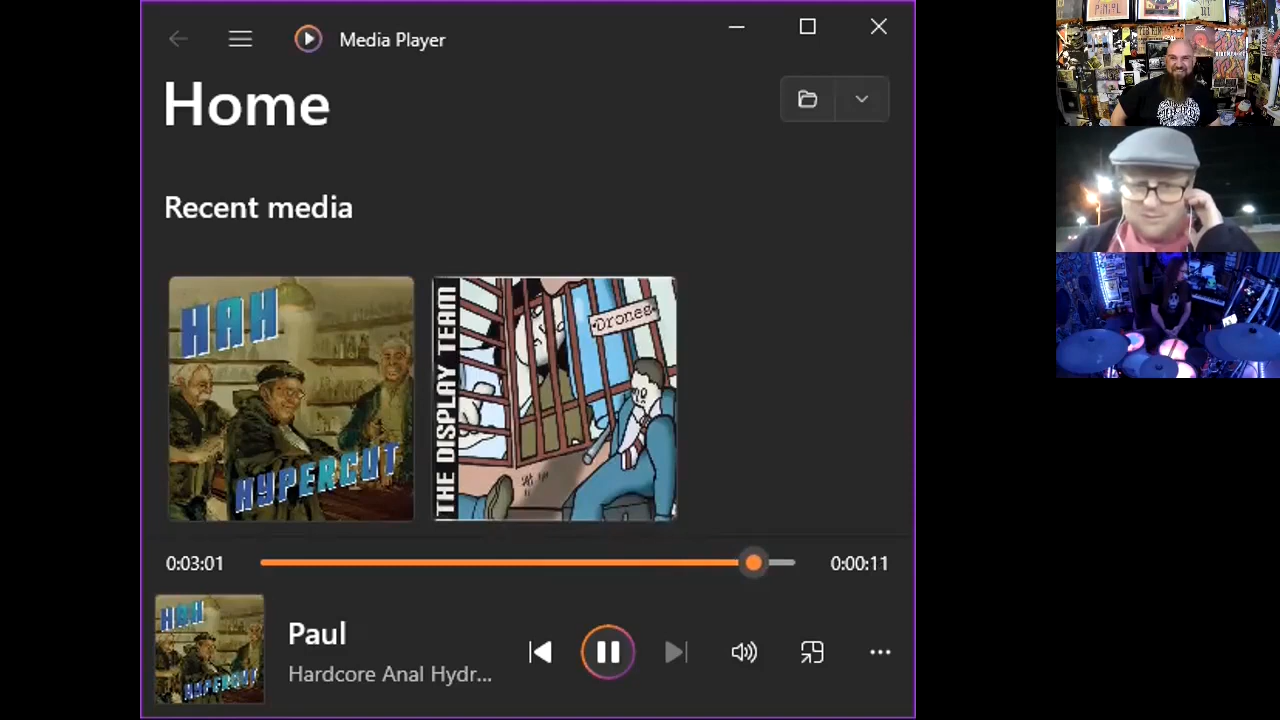 Media Player
Home
Recent media
HAH
HYPERCUT
THE DISPLAY TEAM
Drones
0:03:01
0:00:11
HAH
HYPERCUT
Paul
Hardcore Anal Hydr...